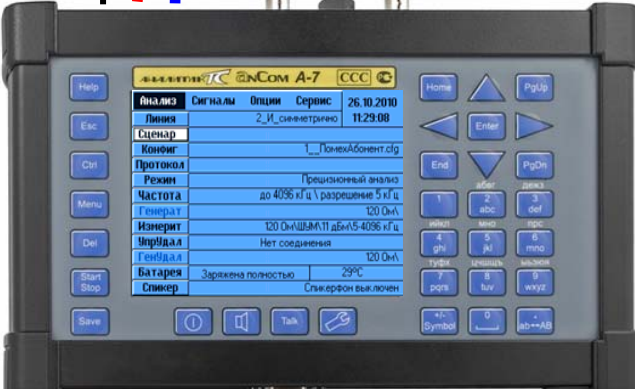 АНАЛИТИК ТС AnCom A-7 ССС
Анализ Сигналы Опции Сервис 26.10.2010
Линия 2_И_симметрично 11:29:08
Сценар
Конфиг 1__ПомехАбонент.cfg
Протокол
Режим Прецизионный анализ
Частота до 4096 кГц \ разрешение 5 кГц
Генерат 120 Ом\
Измерит 120 Ом\ШУМ\11 дБм\5-4096 кГц
УпрУдал Нет соединения
ГенУдал 120 Ом\
Батарея Заряжена полностью 29ºC
Спикер Спикерфон выключен
Help
Esc
Ctrl
Menu
Del
Start Stop
Save
Talk
Home PgUp
Enter
End PgDn
абвг дежз
1 2 abc 3 def
ийкл мно прс
4 ghi 5 jkl 6 mno
туфх цчшщъ ыьэюя
7 pqrs 8 tuv 9 wxyz
+/- Symbol 0 . ab↔AB